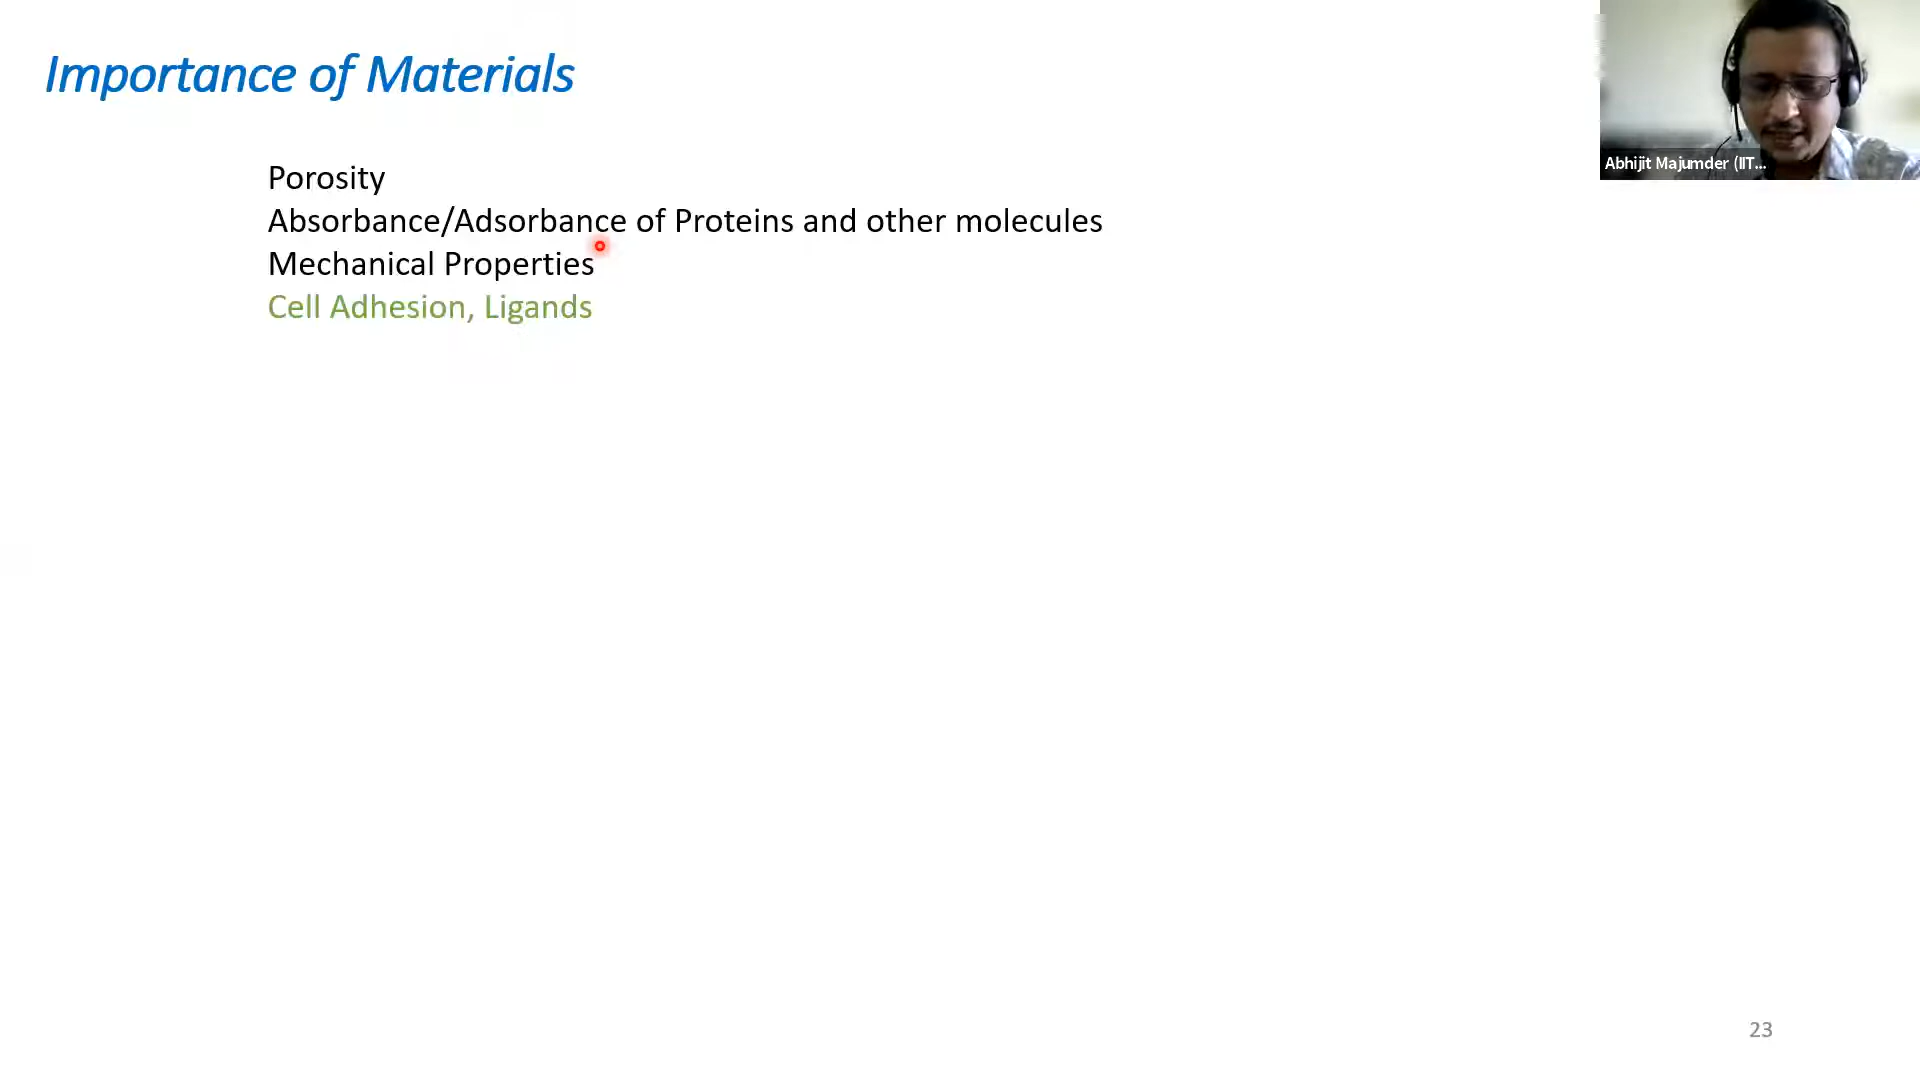 Importance of Materials
Abhijit Majumder (IIT...
Porosity
Absorbance/Adsorbance of Proteins and other molecules
Mechanical Properties
Cell Adhesion, Ligands
23